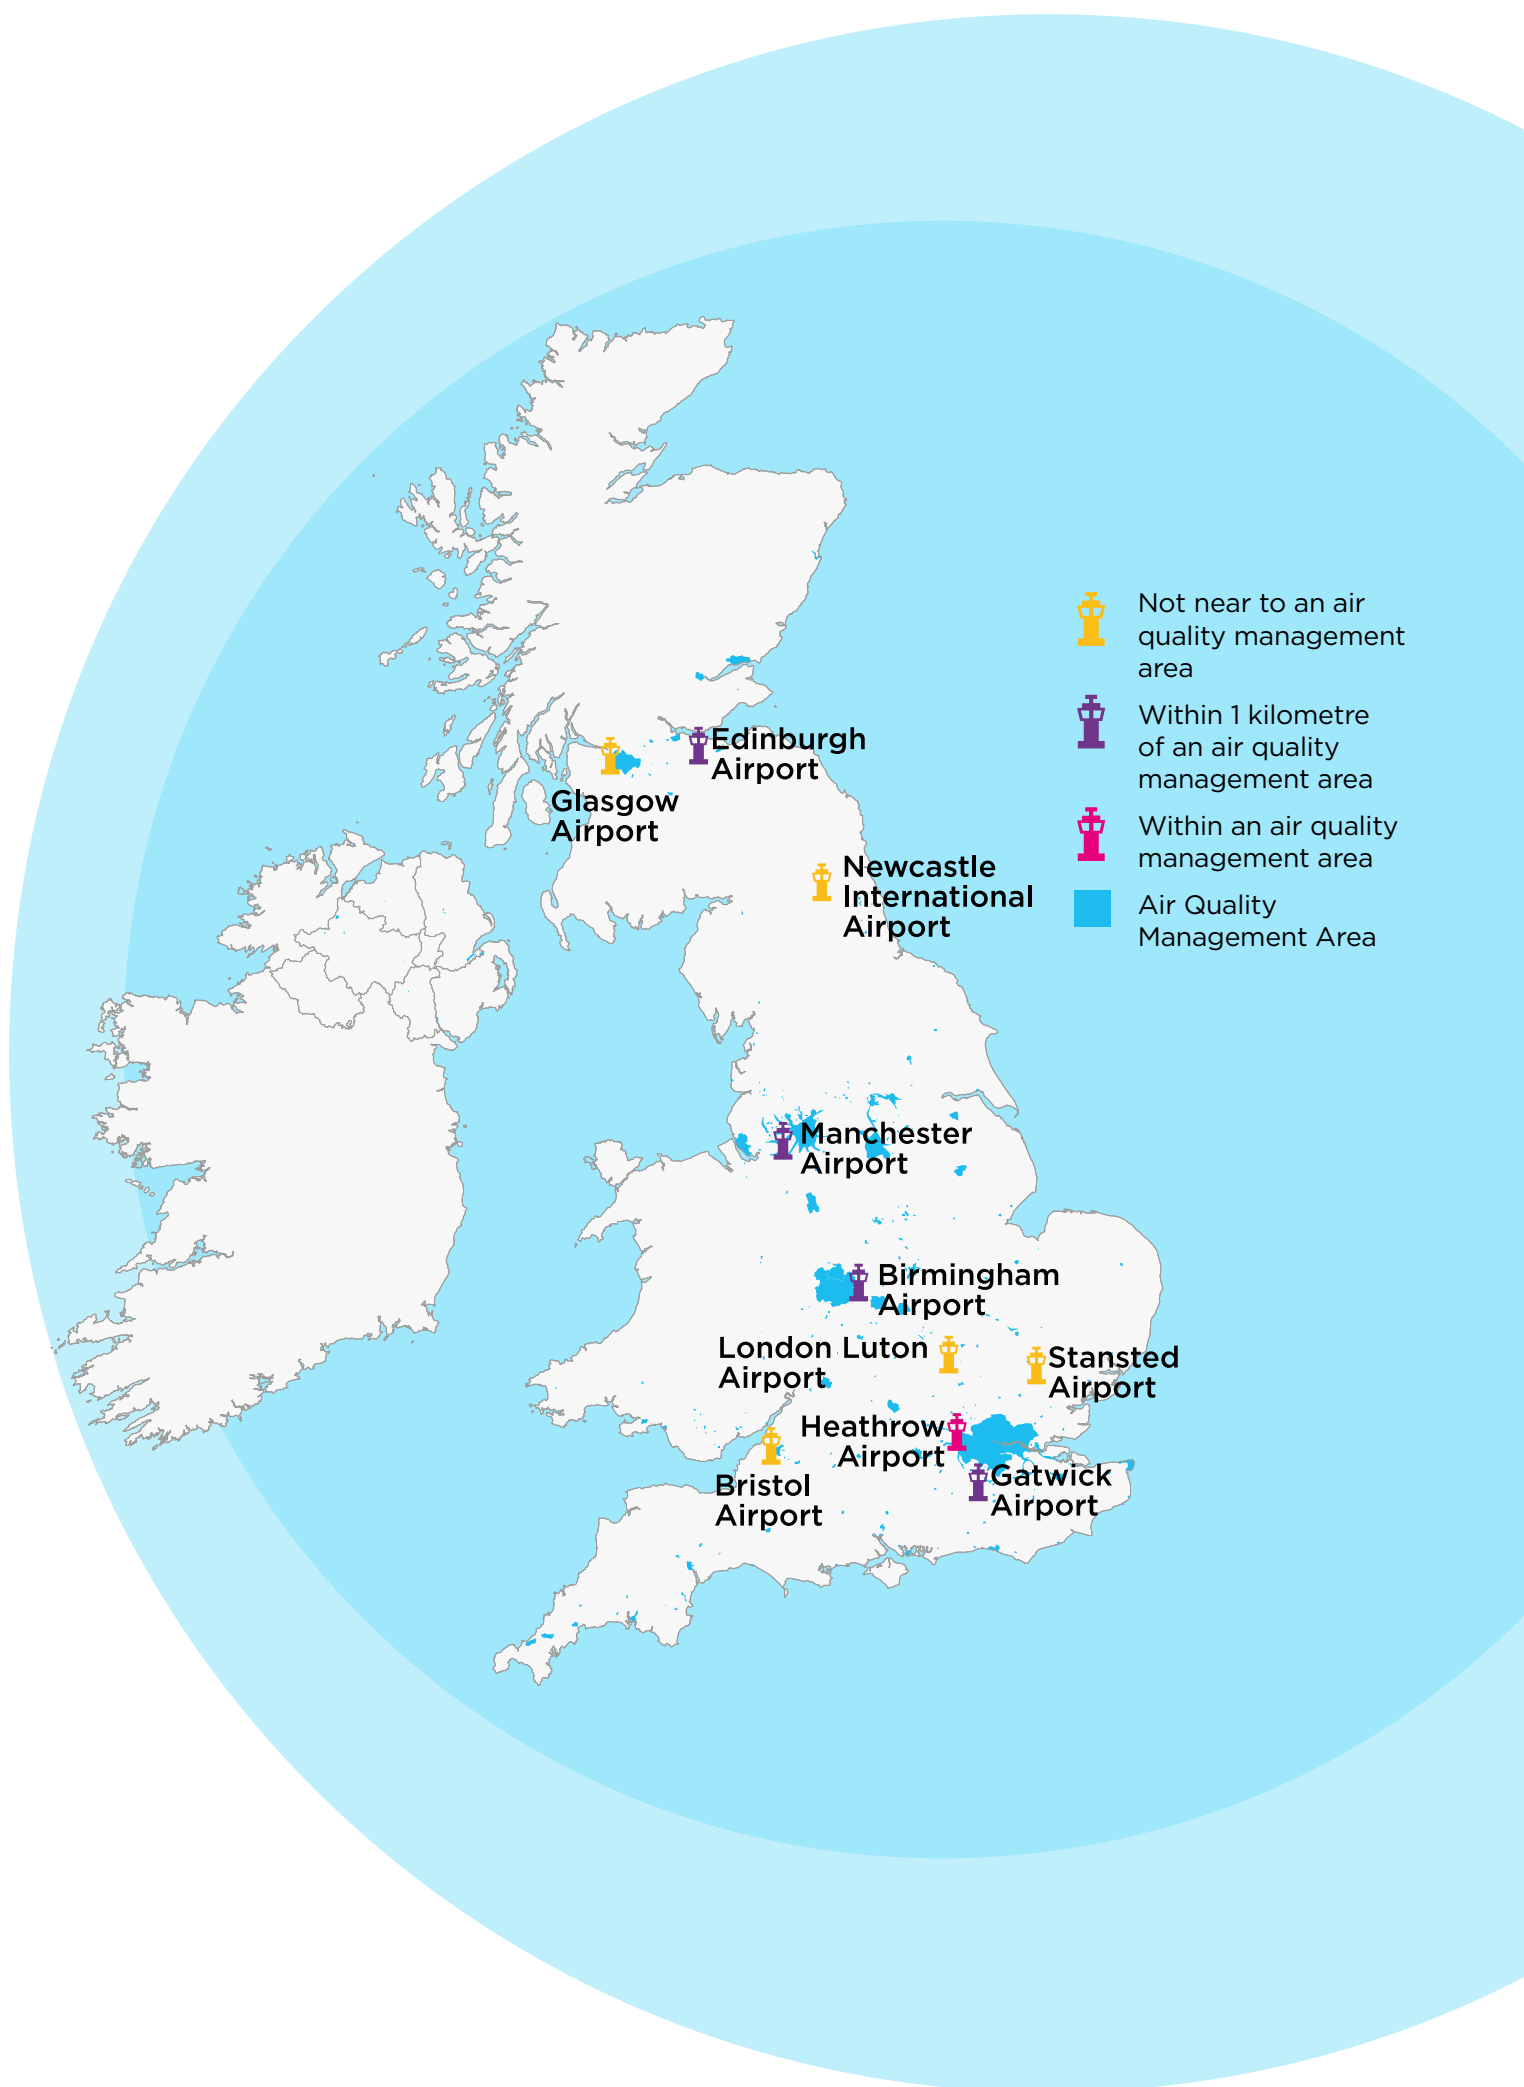 Not near to an air
quality management
area
Within 1 kilometre
of an air quality
management area
Within an air quality
management area
Air Quality
Management Area
Edinburgh
Airport
Glasgow
Airport
Newcastle
International
Airport
Manchester
Airport
Birmingham
Airport
London Luton
Airport
Stansted
Airport
Heathrow
Airport
Gatwick
Airport
Bristol
Airport